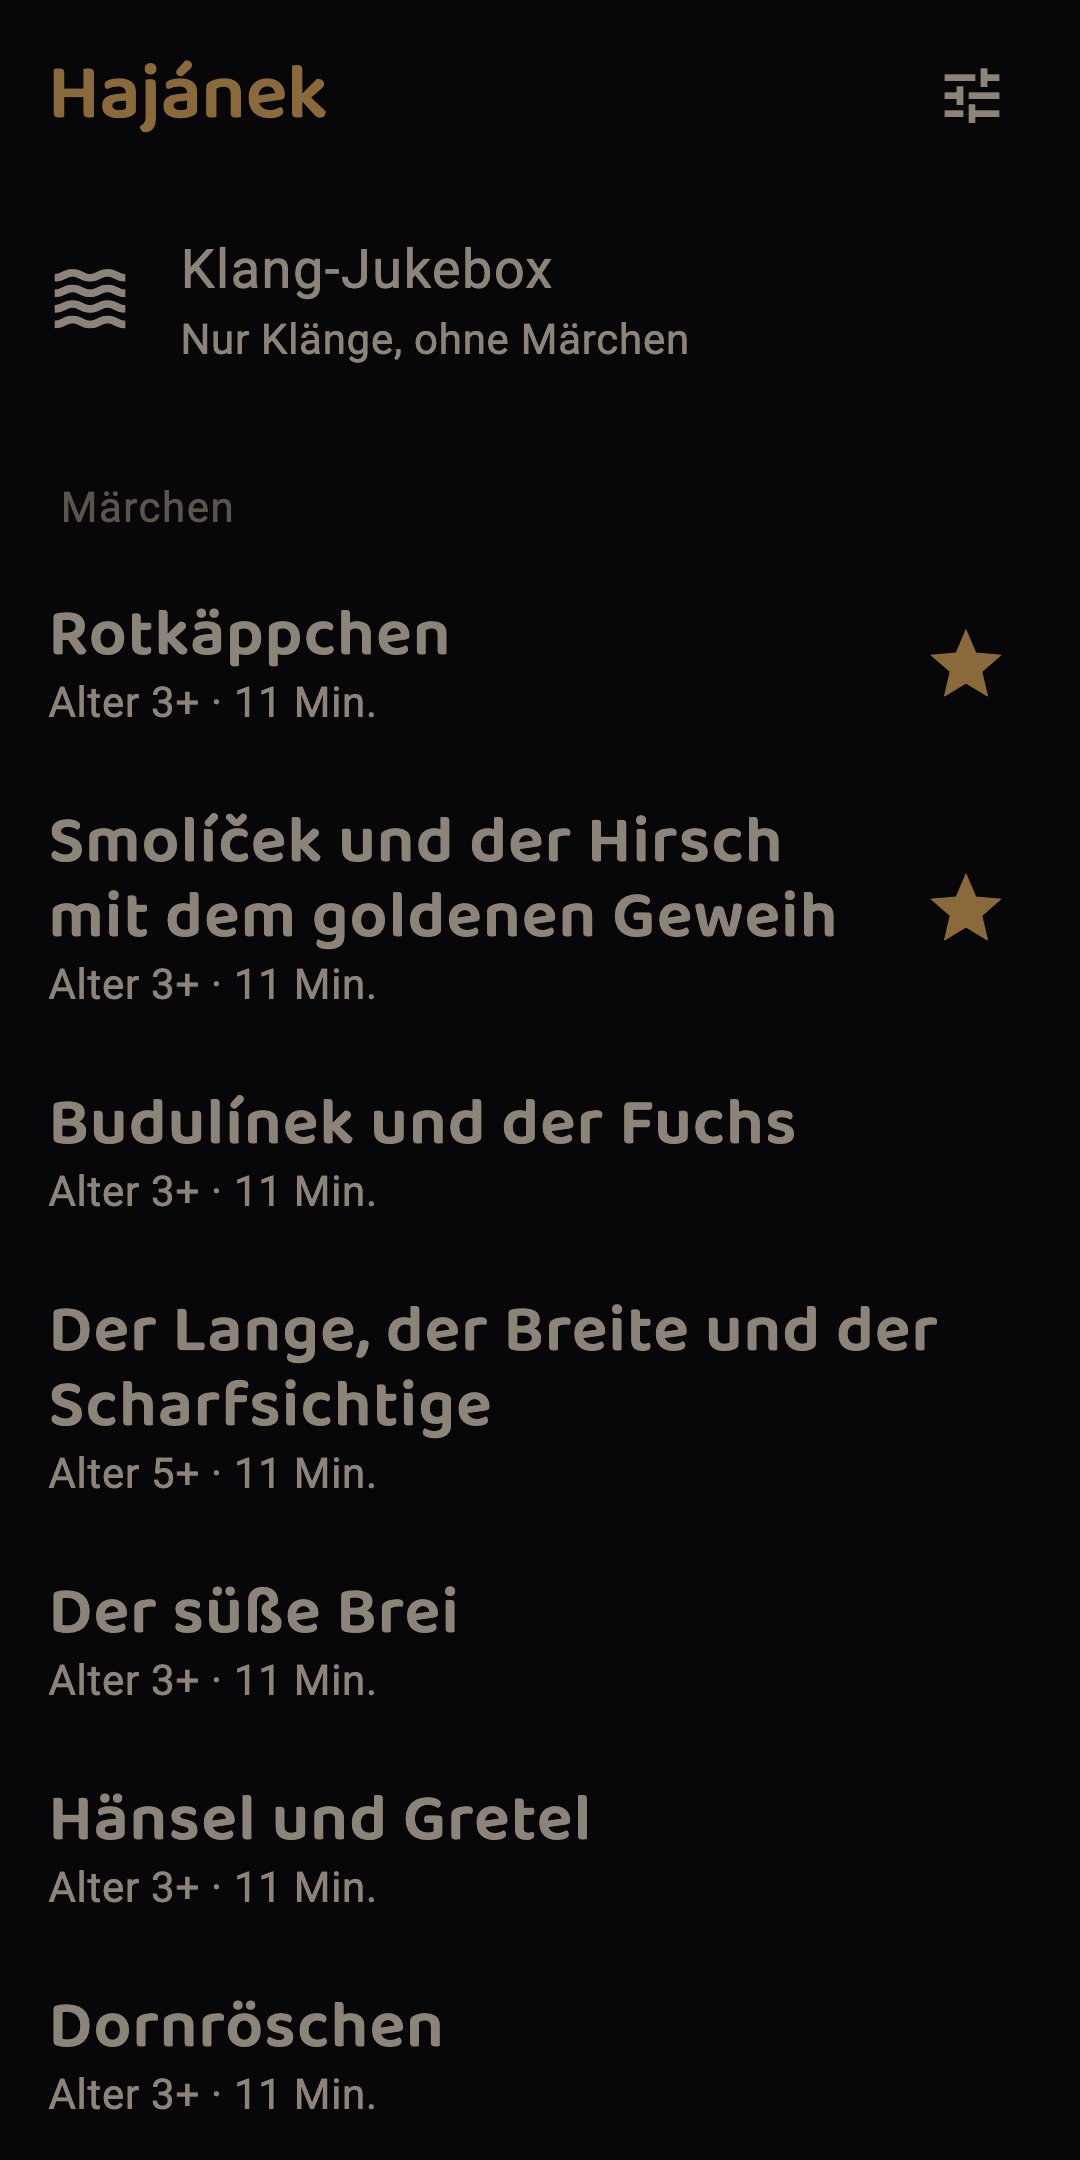 Hajánek
Klang-Jukebox
Nur Klänge, ohne Märchen
Märchen
Rotkäppchen
Alter 3+ · 11 Min.
Smolíček und der Hirsch
mit dem goldenen Geweih
Alter 3+ · 11 Min.
Budulínek und der Fuchs
Alter 3+ · 11 Min.
Der Lange, der Breite und der
Scharfsichtige
Alter 5+ · 11 Min.
Der süße Brei
Alter 3+ · 11 Min.
Hänsel und Gretel
Alter 3+ · 11 Min.
Dornröschen
Alter 3+ · 11 Min.